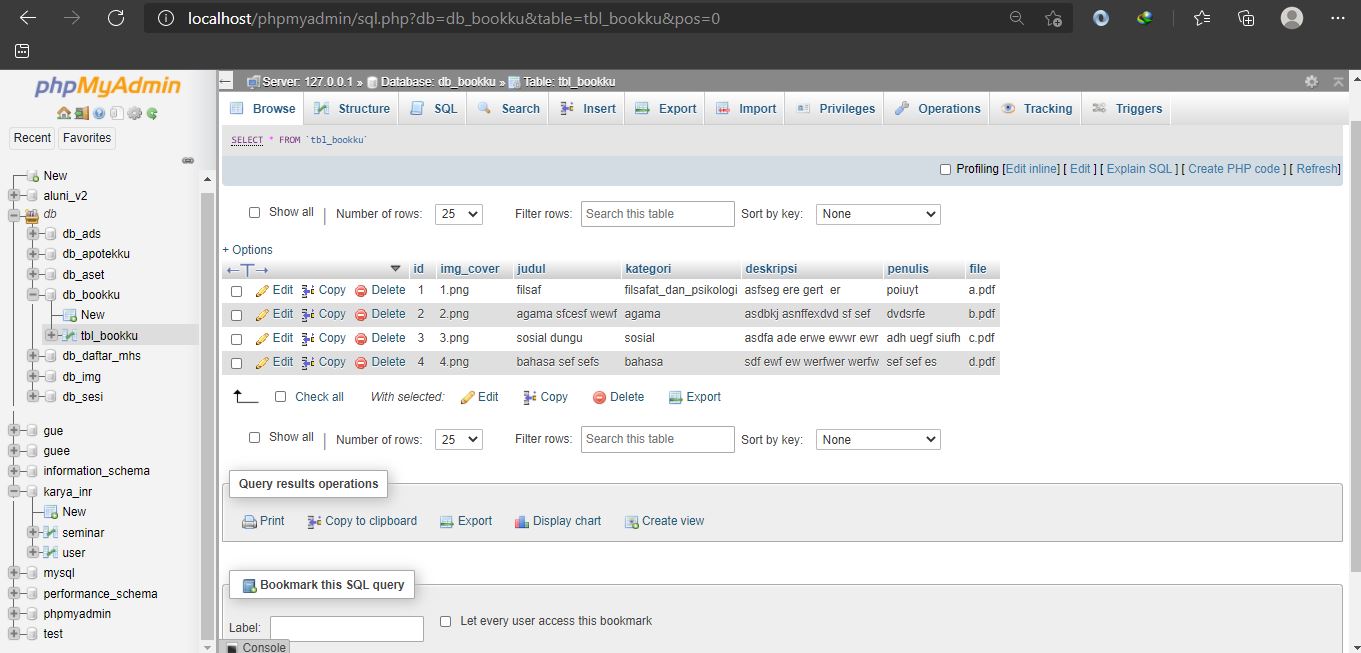 localhost/phpmyadmin/sql.php?db=db_bookku&table=tbl_bookku&pos=0
phpMyAdmin
Recent Favorites
New
aluni_v2
db
db_ads
db_apotekku
db_aset
db_bookku
New
tbl_bookku
db_daftar_mhs
db_img
db_sesi
gue
guee
information_schema
karya_inr
New
seminar
user
mysql
performance_schema
phpmyadmin
test
Server: 127.0.0.1 » Database: db_bookku » Table: tbl_bookku
Browse Structure SQL Search Insert Export Import Privileges Operations Tracking Triggers
SELECT * FROM `tbl_bookku`
Profiling [Edit inline] [ Edit ] [ Explain SQL ] [ Create PHP code ] [ Refresh]
Show all | Number of rows: 25 Filter rows: Search this table Sort by key: None
+ Options
←T→ id img_cover judul kategori deskripsi penulis file
Edit Copy Delete 1 1.png filsaf filsafat_dan_psikologi asfseg ere gert er poiuyt a.pdf
Edit Copy Delete 2 2.png agama sfcesf wewf agama asdbkj asnffexdvd sf sef dvdsrfe b.pdf
Edit Copy Delete 3 3.png sosial dungu sosial asdfa ade erwe ewwr ewr adh uegf siufh c.pdf
Edit Copy Delete 4 4.png bahasa sef sefs bahasa sdf ewf ew werfwer werfw sef sef es d.pdf
Check all With selected: Edit Copy Delete Export
Show all | Number of rows: 25 Filter rows: Search this table Sort by key: None
Query results operations
Print Copy to clipboard Export Display chart Create view
Bookmark this SQL query
Label: Let every user access this bookmark
Console